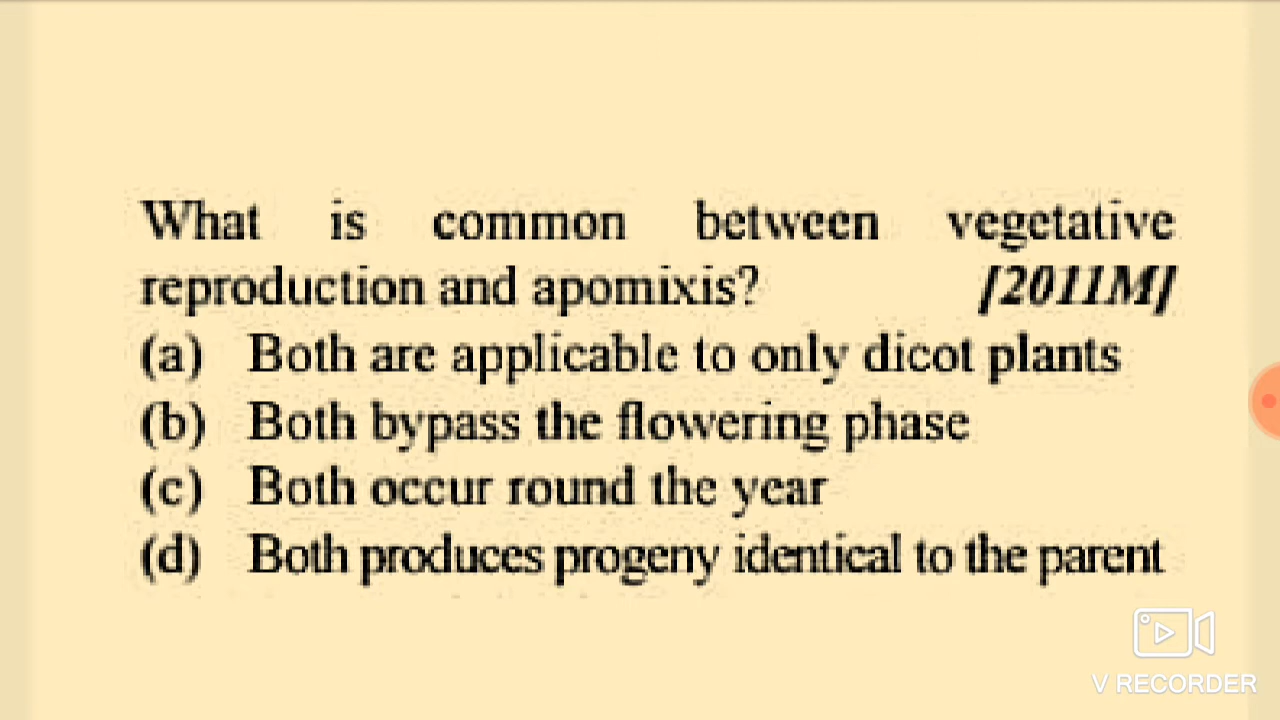 What is common between vegetative
reproduction and apomixis? [2011M]
(a) Both are applicable to only dicot plants
(b) Both bypass the flowering phase
(c) Both occur round the year
(d) Both produces progeny identical to the parent
V RECORDER